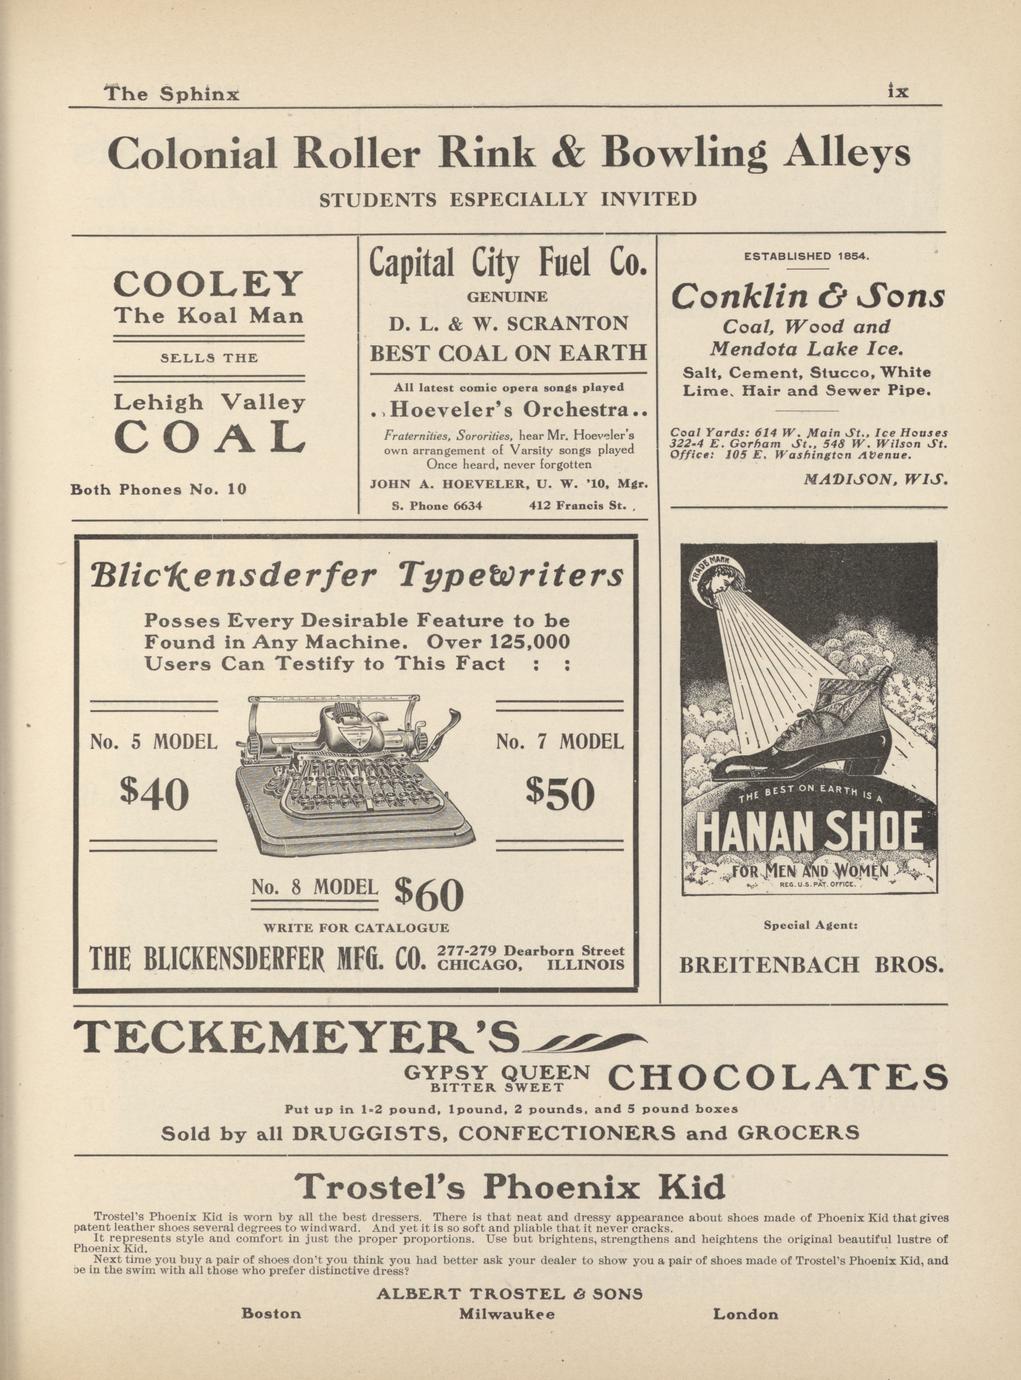 The Sphinx
ix
Colonial Roller Rink & Bowling Alleys
STUDENTS ESPECIALLY INVITED
COOLEY
The Koal Man
SELLS THE
Lehigh Valley
COAL
Both Phones No. 10
Capital City Fuel Co.
GENUINE
D. L. & W. SCRANTON
BEST COAL ON EARTH
All latest comic opera songs played
..Hoeveler's Orchestra..
Fraternities, Sororities, hear Mr. Hoeveler's
own arrangement of Varsity songs played
Once heard, never forgotten
JOHN A. HOEVELER, U. W. '10, Mgr.
S. Phone 6634 412 Francis St.
ESTABLISHED 1854.
Conklin & Sons
Coal, Wood and
Mendota Lake Ice.
Salt, Cement, Stucco, White
Lime, Hair and Sewer Pipe.
Coal Yards: 614 W. Main St., Ice Houses
322-4 E. Gorham St., 548 W. Wilson St.
Office: 105 E. Washington Avenue.
MADISON, WIS.
Blickensderfer Typewriters
Posses Every Desirable Feature to be
Found in Any Machine. Over 125,000
Users Can Testify to This Fact : :
No. 5 MODEL
$40
No. 7 MODEL
$50
No. 8 MODEL $60
WRITE FOR CATALOGUE
THE BLICKENSDERFER MFG. CO. 277-279 Dearborn Street
CHICAGO, ILLINOIS
TRADE MARK
THE BEST ON EARTH IS A
HANAN SHOE
FOR MEN AND WOMEN
REG. U.S. PAT. OFFICE.
Special Agent:
BREITENBACH BROS.
TECKEMEYER'S
GYPSY QUEEN
BITTER SWEET
CHOCOLATES
Put up in 1-2 pound, 1pound, 2 pounds, and 5 pound boxes
Sold by all DRUGGISTS, CONFECTIONERS and GROCERS
Trostel's Phoenix Kid
Trostel's Phoenix Kid is worn by all the best dressers. There is that neat and dressy appearance about shoes made of Phoenix Kid that gives
patent leather shoes several degrees to windward. And yet it is so soft and pliable that it never cracks.
It represents style and comfort in just the proper proportions. Use but brightens, strengthens and heightens the original beautiful lustre of
Phoenix Kid.
Next time you buy a pair of shoes don't you think you had better ask your dealer to show you a pair of shoes made of Trostel's Phoenix Kid, and
be in the swim with all those who prefer distinctive dress?
ALBERT TROSTEL & SONS
Boston Milwaukee London